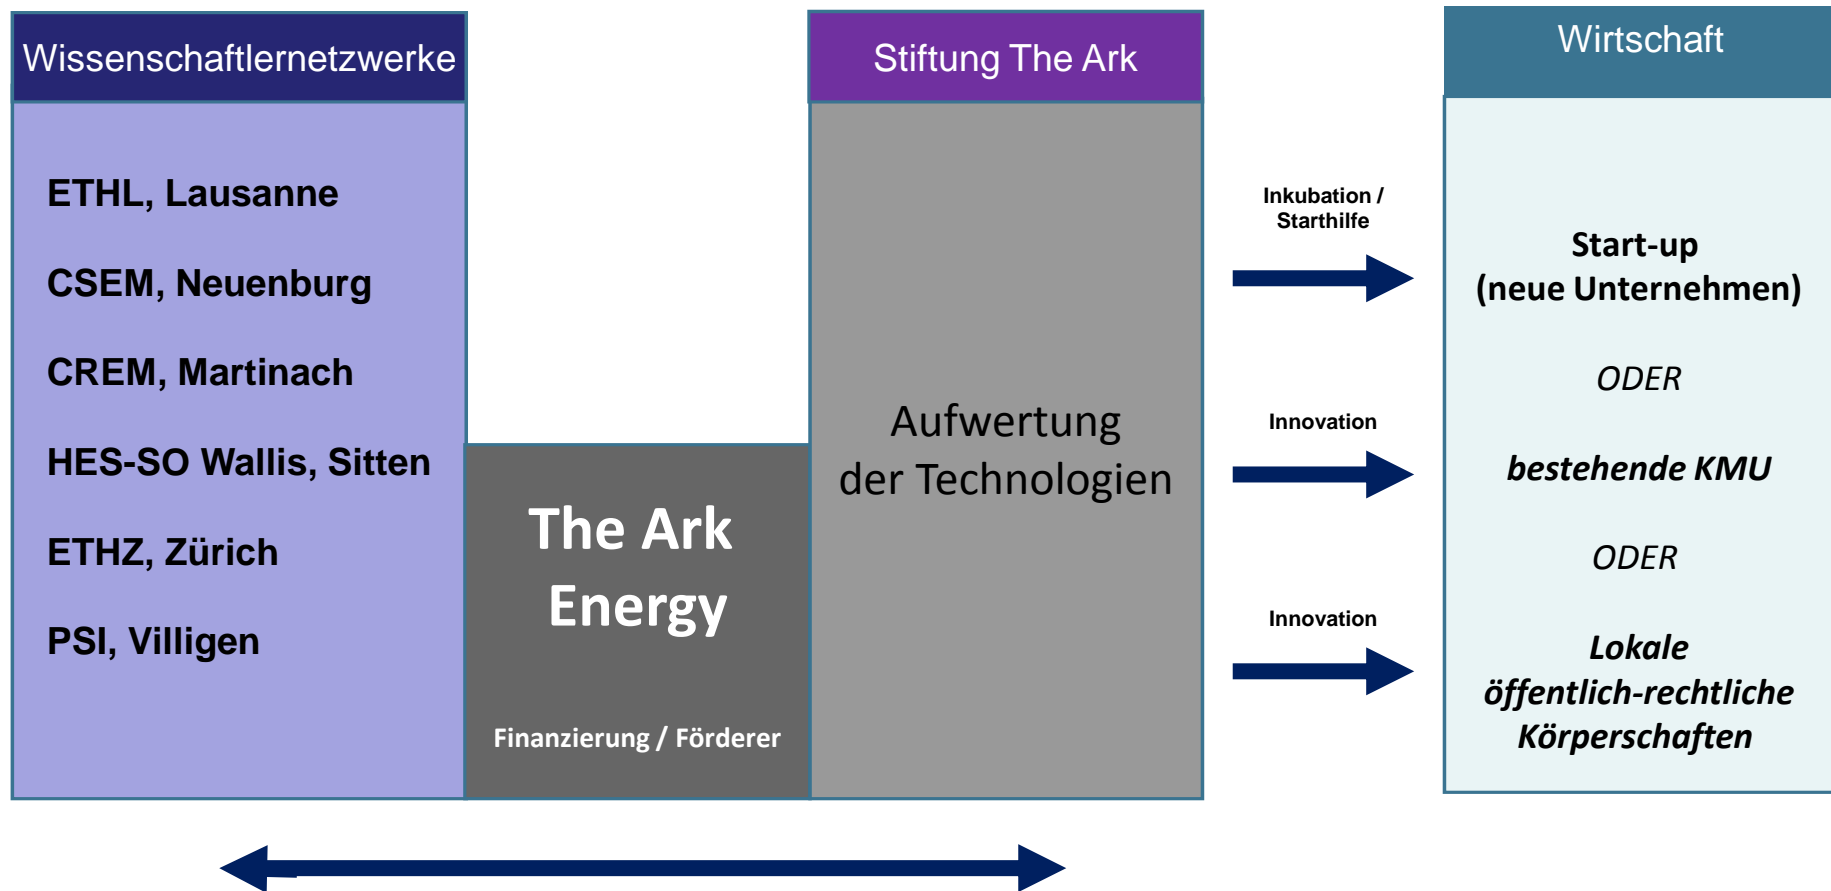 Wissenschaftlernetzwerke
ETHL, Lausanne
CSEM, Neuenburg
CREM, Martinach
HES-SO Wallis, Sitten
ETHZ, Zürich
PSI, Villigen
The Ark
Energy
Finanzierung / Förderer
Stiftung The Ark
Aufwertung
der Technologien
Inkubation /
Starthilfe
Innovation
Innovation
Wirtschaft
Start-up
(neue Unternehmen)
ODER
bestehende KMU
ODER
Lokale
öffentlich-rechtliche
Körperschaften